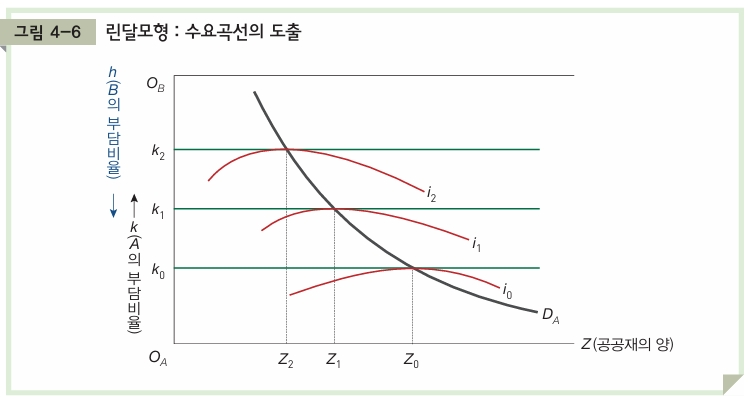 그림 4-6 린달모형 : 수요곡선의 도출
h
(B의 부담비율)
O_B
k_2
k_1
k_0
k
(A의 부담비율)
i_2
i_1
i_0
D_A
Z(공공재의 양)
O_A
Z_2
Z_1
Z_0